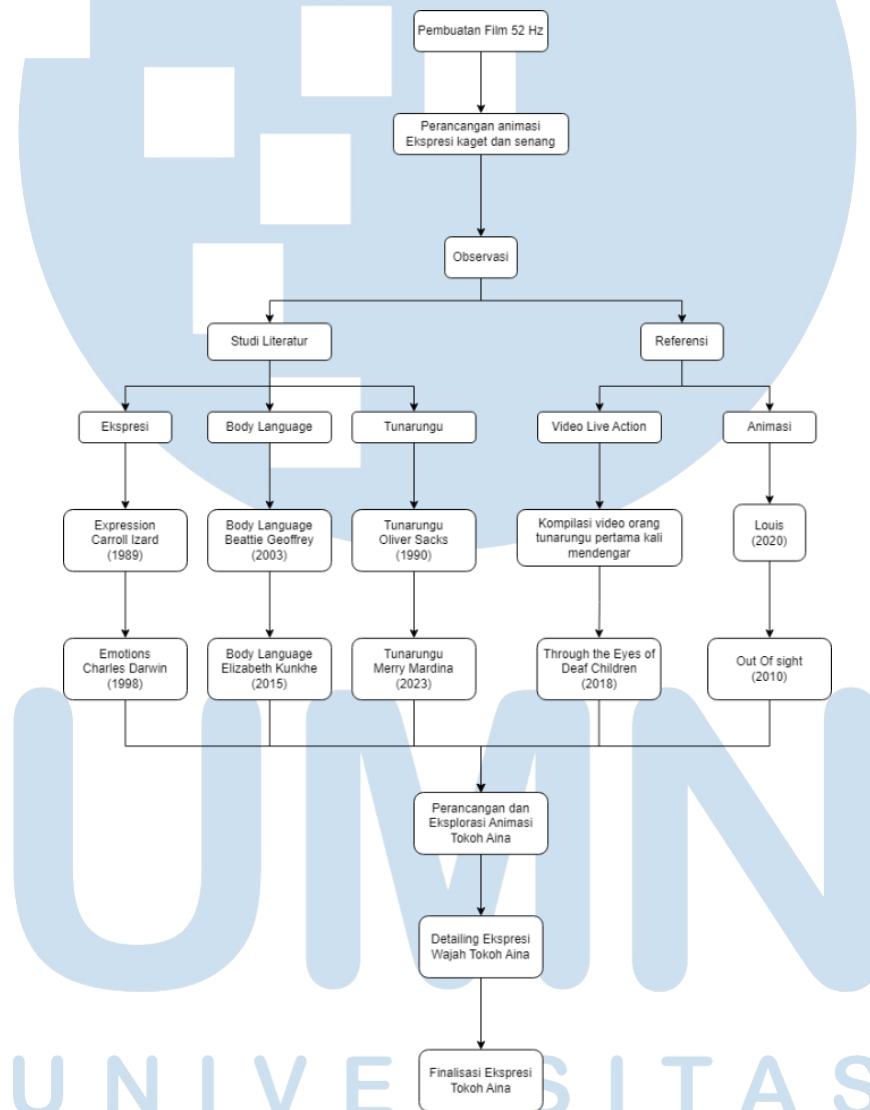 Pembuatan Film 52 Hz
Perancangan animasi
Ekspresi kaget dan senang
Observasi
Studi Literatur
Referensi
Ekspresi
Body Language
Tunarungu
Video Live Action
Animasi
Expression
Carroll Izard
(1989)
Body Language
Beattie Geoffrey
(2003)
Tunarungu
Oliver Sacks
(1990)
Kompilasi video orang
tunarungu pertama kali
mendengar
Louis
(2020)
Emotions
Charles Darwin
(1998)
Body Language
Elizabeth Kunkhe
(2015)
Tunarungu
Merry Mardina
(2023)
Through the Eyes of
Deaf Children
(2018)
Out Of sight
(2010)
Perancangan dan
Eksplorasi Animasi
Tokoh Aina
Detailing Ekspresi
Wajah Tokoh Aina
Finalisasi Ekspresi
Tokoh Aina
UMN
UNIVERSITAS